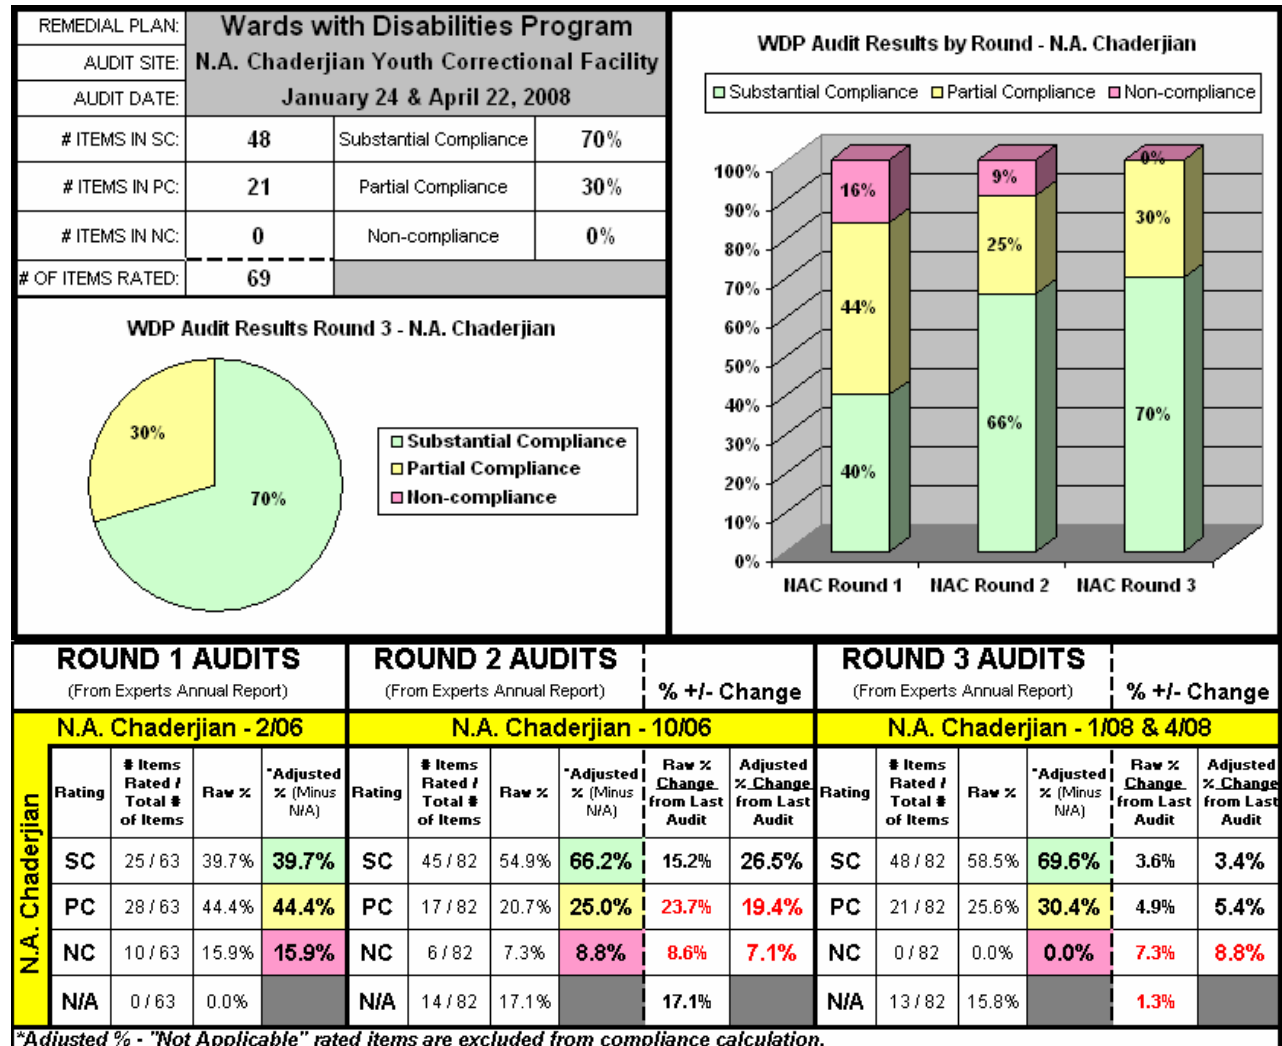 REMEDIAL PLAN: Wards with Disabilities Program
AUDIT SITE: N.A. Chaderjian Youth Correctional Facility
AUDIT DATE: January 24 & April 22, 2008
# ITEMS IN SC: 48 Substantial Compliance 70%
# ITEMS IN PC: 21 Partial Compliance 30%
# ITEMS IN NC: 0 Non-compliance 0%
# OF ITEMS RATED: 69
WDP Audit Results Round 3 - N.A. Chaderjian
30%
70%
Substantial Compliance
Partial Compliance
Non-compliance
WDP Audit Results by Round - N.A. Chaderjian
Substantial Compliance Partial Compliance Non-compliance
100%
90%
80%
70%
60%
50%
40%
30%
20%
10%
0%
16%
44%
40%
9%
25%
66%
0%
30%
70%
NAC Round 1 NAC Round 2 NAC Round 3
ROUND 1 AUDITS ROUND 2 AUDITS ROUND 3 AUDITS
(From Experts Annual Report) (From Experts Annual Report) % +/- Change (From Experts Annual Report) % +/- Change
N.A. Chaderjian - 2/06 N.A. Chaderjian - 10/06 N.A. Chaderjian - 1/08 & 4/08
N.A. Chaderjian
Rating # Items Rated / Total # of Items Raw % *Adjusted % (Minus N/A) Rating # Items Rated / Total # of Items Raw % *Adjusted % (Minus N/A) Raw % Change from Last Audit Adjusted % Change from Last Audit Rating # Items Rated / Total # of Items Raw % *Adjusted % (Minus N/A) Raw % Change from Last Audit Adjusted % Change from Last Audit
SC 25 / 63 39.7% 39.7% SC 45 / 82 54.9% 66.2% 15.2% 26.5% SC 48 / 82 58.5% 69.6% 3.6% 3.4%
PC 28 / 63 44.4% 44.4% PC 17 / 82 20.7% 25.0% 23.7% 19.4% PC 21 / 82 25.6% 30.4% 4.9% 5.4%
NC 10 / 63 15.9% 15.9% NC 6 / 82 7.3% 8.8% 8.6% 7.1% NC 0 / 82 0.0% 0.0% 7.3% 8.8%
N/A 0 / 63 0.0% N/A 14 / 82 17.1% 17.1% N/A 13 / 82 15.8% 1.3%
*Adjusted % - "Not Applicable" rated items are excluded from compliance calculation.